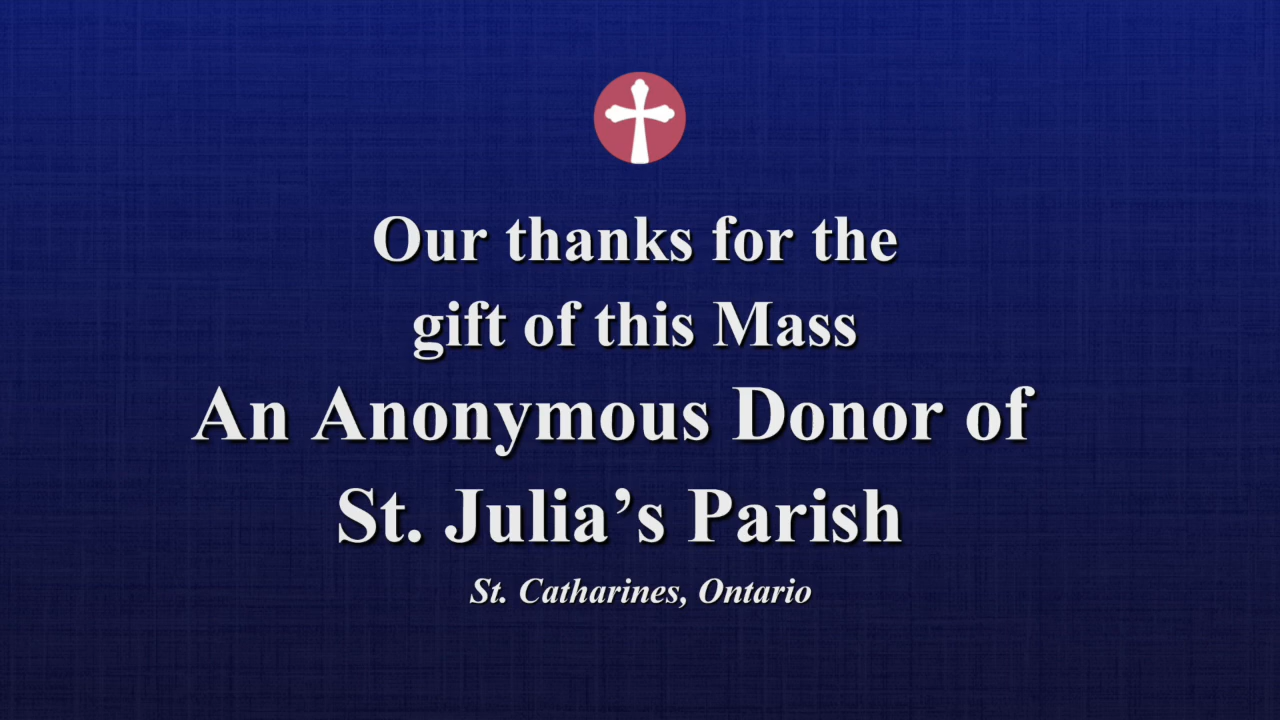 Our thanks for the
gift of this Mass
An Anonymous Donor of
St. Julia’s Parish
St. Catharines, Ontario